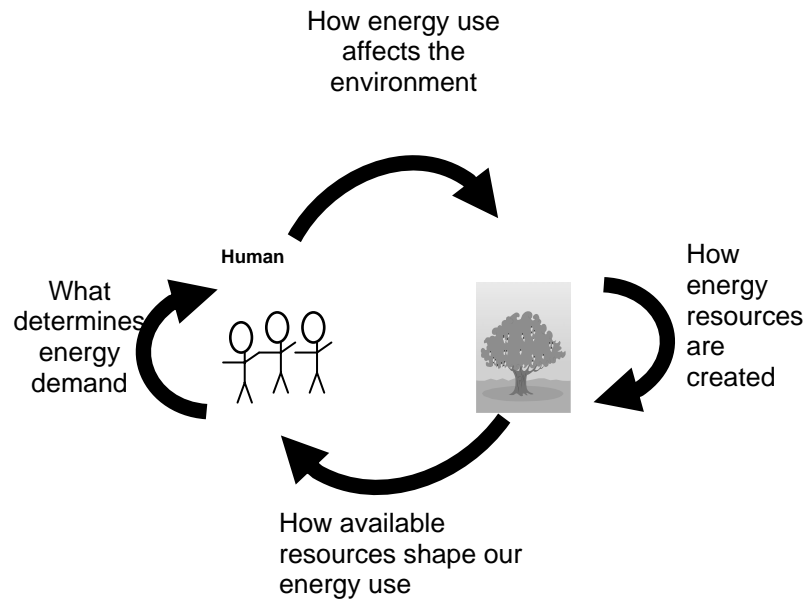 How energy use
affects the
environment
Human
How
energy
resources
are
created
What
determines
energy
demand
How available
resources shape our
energy use